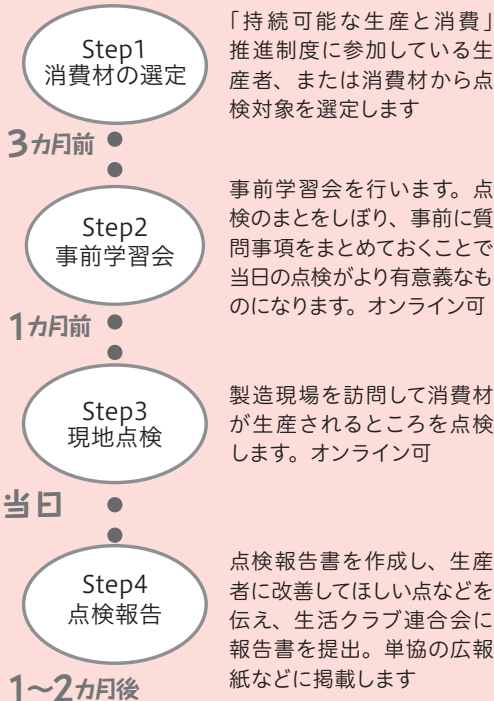 Step1
消費材の選定
「持続可能な生産と消費」
推進制度に参加している生
産者、または消費材から点
検対象を選定します
3カ月前
Step2
事前学習会
事前学習会を行います。点
検のまとをしぼり、事前に質
問事項をまとめておくことで
当日の点検がより有意義なも
のになります。オンライン可
1カ月前
Step3
現地点検
製造現場を訪問して消費材
が生産されるところを点検
します。オンライン可
当日
Step4
点検報告
点検報告書を作成し、生産
者に改善してほしい点などを
伝え、生活クラブ連合会に
報告書を提出。単協の広報
紙などに掲載します
1〜2カ月後